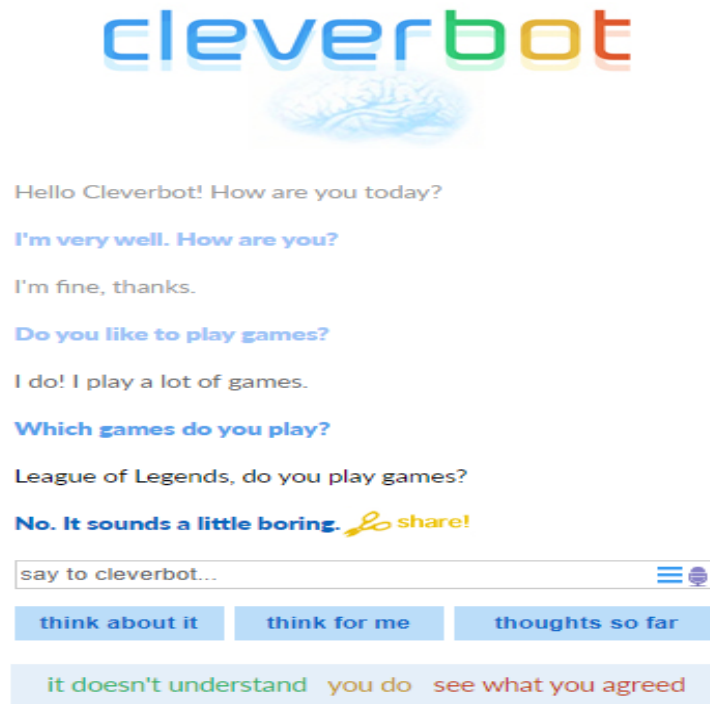 cleverbot
Hello Cleverbot! How are you today?
I'm very well. How are you?
I'm fine, thanks.
Do you like to play games?
I do! I play a lot of games.
Which games do you play?
League of Legends, do you play games?
No. It sounds a little boring. share!
say to cleverbot...
think about it think for me thoughts so far
it doesn't understand you do see what you agreed